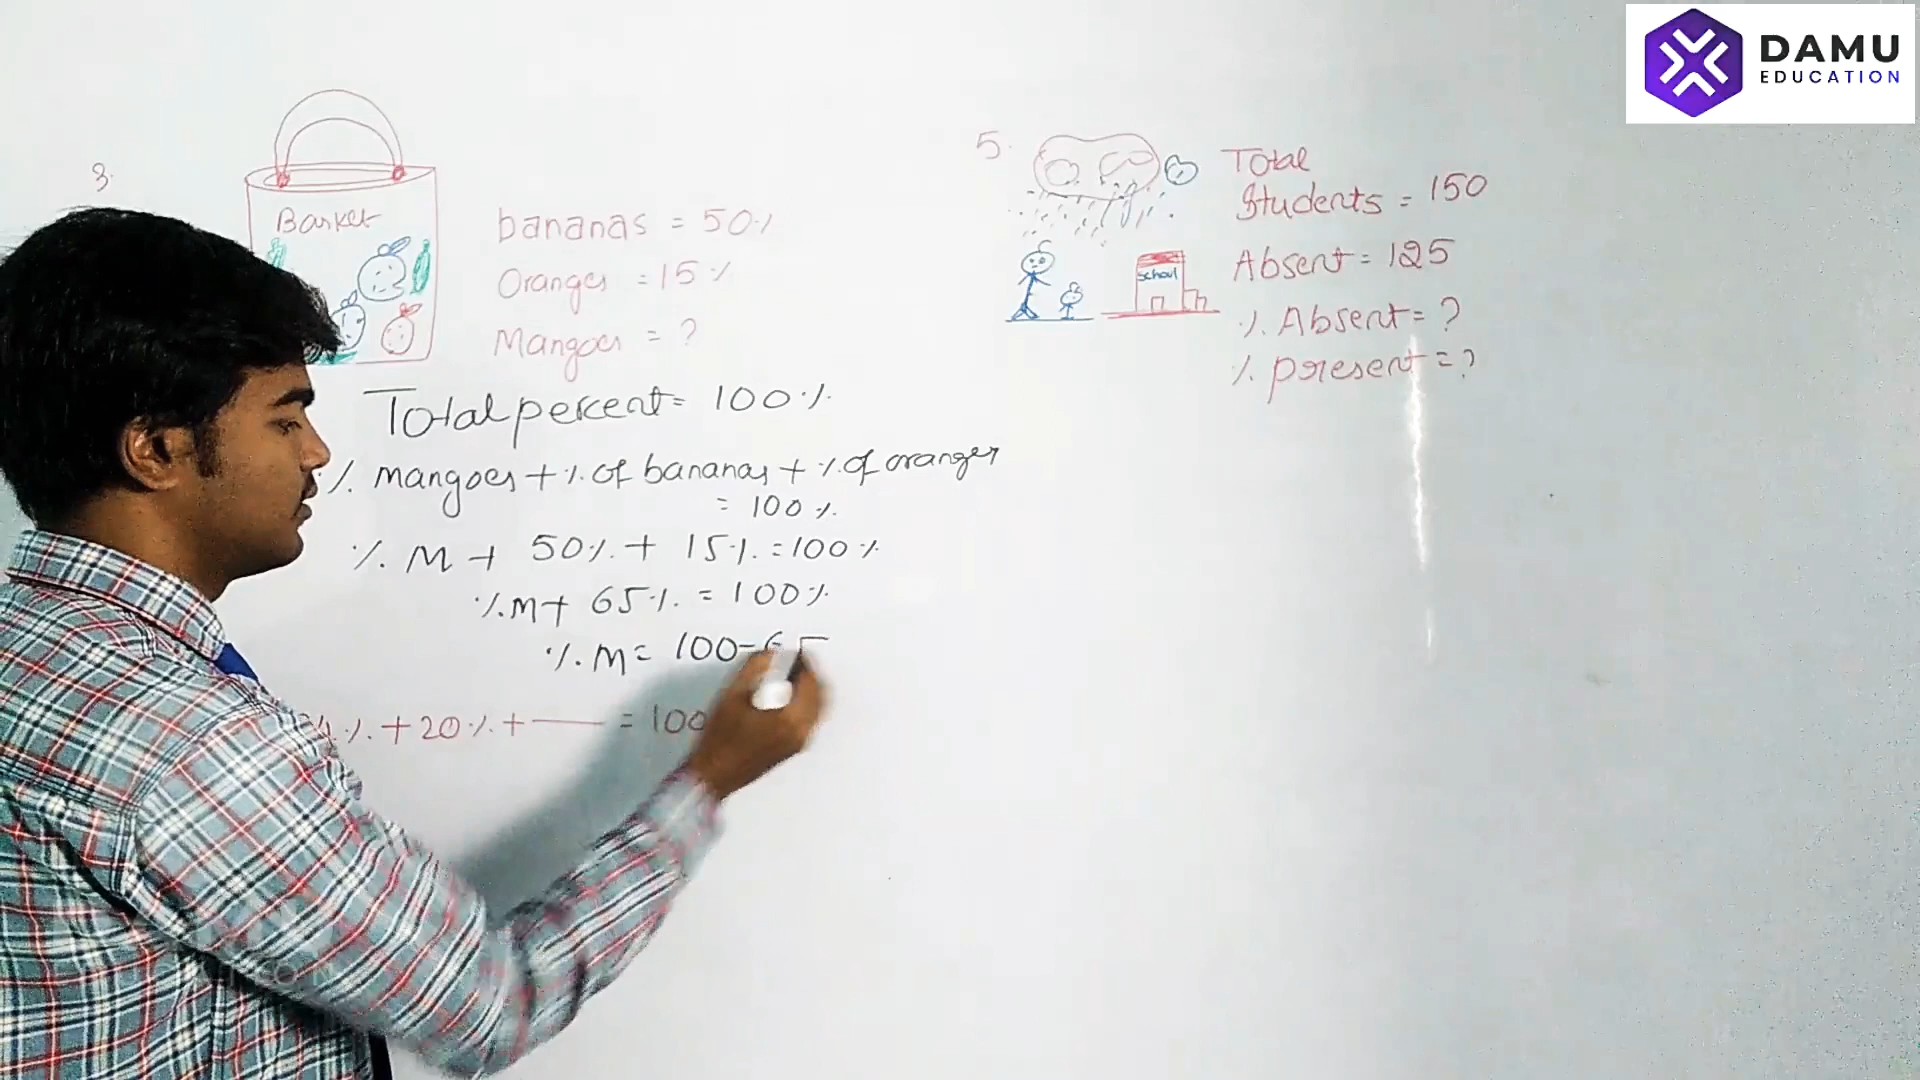 DAMU
EDUCATION
3.
Basket
bananas = 50%
Oranges = 15%
Mangoes = ?
Total percent = 100%
% mangoes + % of bananas + % of oranges
= 100%
% M + 50% + 15% = 100%
% M + 65% = 100%
% M = 100-65
% + 20% + —— = 100
5.
School
Total
Students = 150
Absent = 125
% Absent = ?
% present = ?